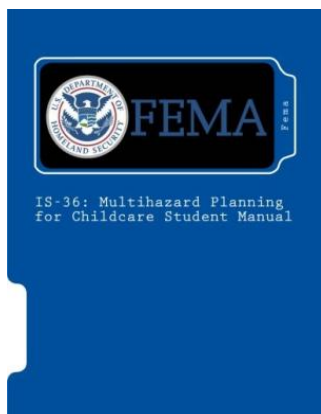 U.S. DEPARTMENT OF
HOMELAND SECURITY
FEMA
Fema
IS-36: Multihazard Planning
for Childcare Student Manual